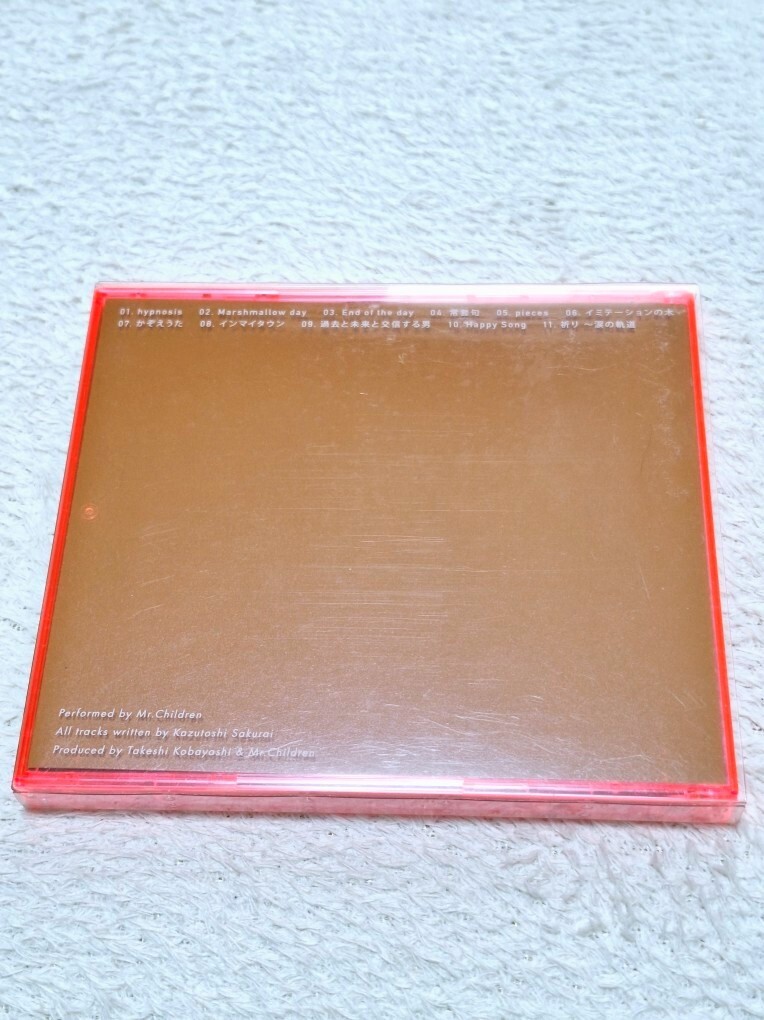 01. hypnosis 02. Marshmallow day 03. End of the day 04. 常套句 05. pieces 06. イミテーションの木
07. かぞえうた 08. インマイタウン 09. 過去と未来と交信する男 10. Happy Song 11. 祈り 〜涙の軌道
Performed by Mr.Children
All tracks written by Kazutoshi Sakurai
Produced by Takeshi Kobayashi & Mr.Children